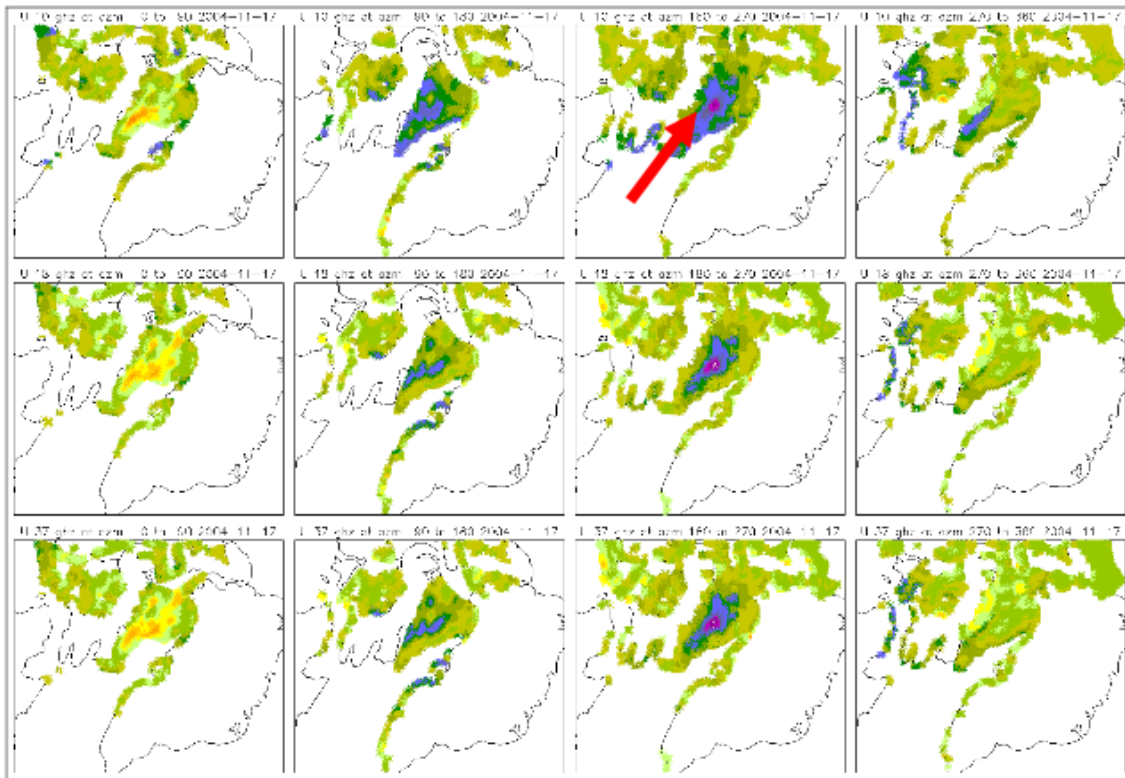 U 10 ghz at azm 0 to 90 2004-11-17
U 10 ghz at azm 90 to 180 2004-11-17
U 10 ghz at azm 180 to 270 2004-11-17
U 10 ghz at azm 270 to 360 2004-11-17
U 18 ghz at azm 0 to 90 2004-11-17
U 18 ghz at azm 90 to 180 2004-11-17
U 18 ghz at azm 180 to 270 2004-11-17
U 18 ghz at azm 270 to 360 2004-11-17
U 37 ghz at azm 0 to 90 2004-11-17
U 37 ghz at azm 90 to 180 2004-11-17
U 37 ghz at azm 180 to 270 2004-11-17
U 37 ghz at azm 270 to 360 2004-11-17